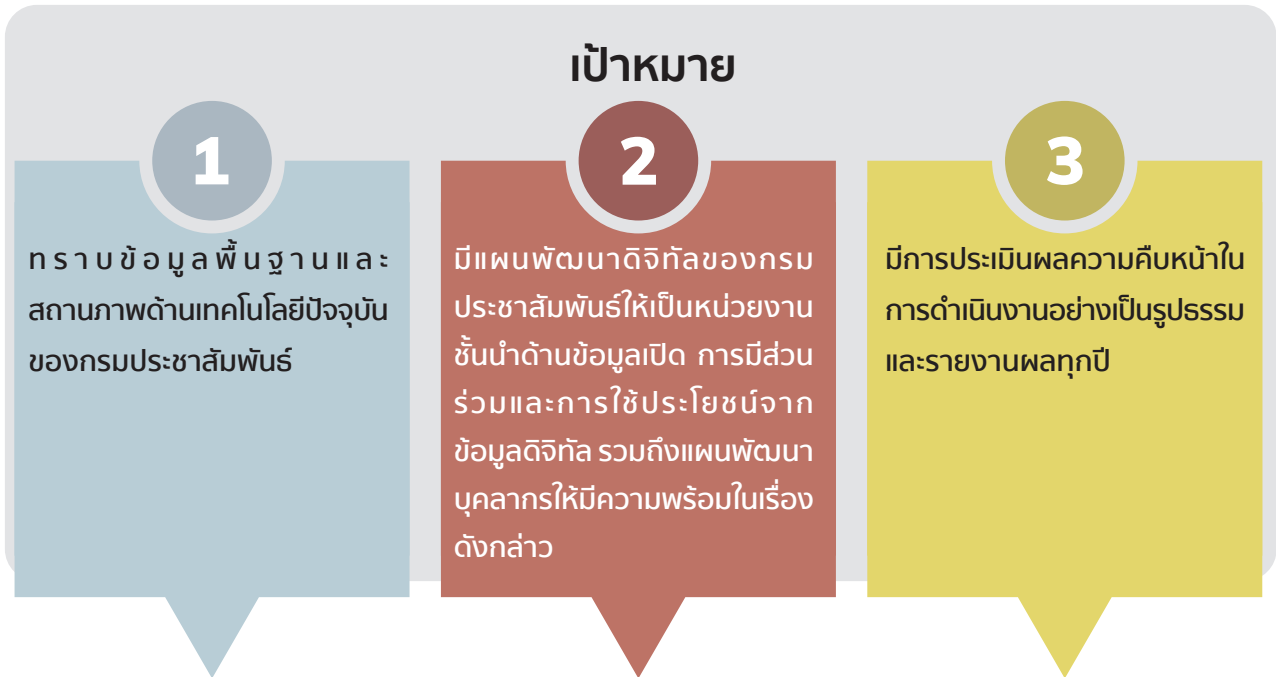 เป้าหมาย
1
ทราบข้อมูลพื้นฐานและ
สถานภาพด้านเทคโนโลยีปัจจุบัน
ของกรมประชาสัมพันธ์
2
มีแผนพัฒนาดิจิทัลของกรม
ประชาสัมพันธ์ให้เป็นหน่วยงาน
ชั้นนำด้านข้อมูลเปิด การมีส่วน
ร่วมและการใช้ประโยชน์จาก
ข้อมูลดิจิทัล รวมถึงแผนพัฒนา
บุคลากรให้มีความพร้อมในเรื่อง
ดังกล่าว
3
มีการประเมินผลความคืบหน้าใน
การดำเนินงานอย่างเป็นรูปธรรม
และรายงานผลทุกปี